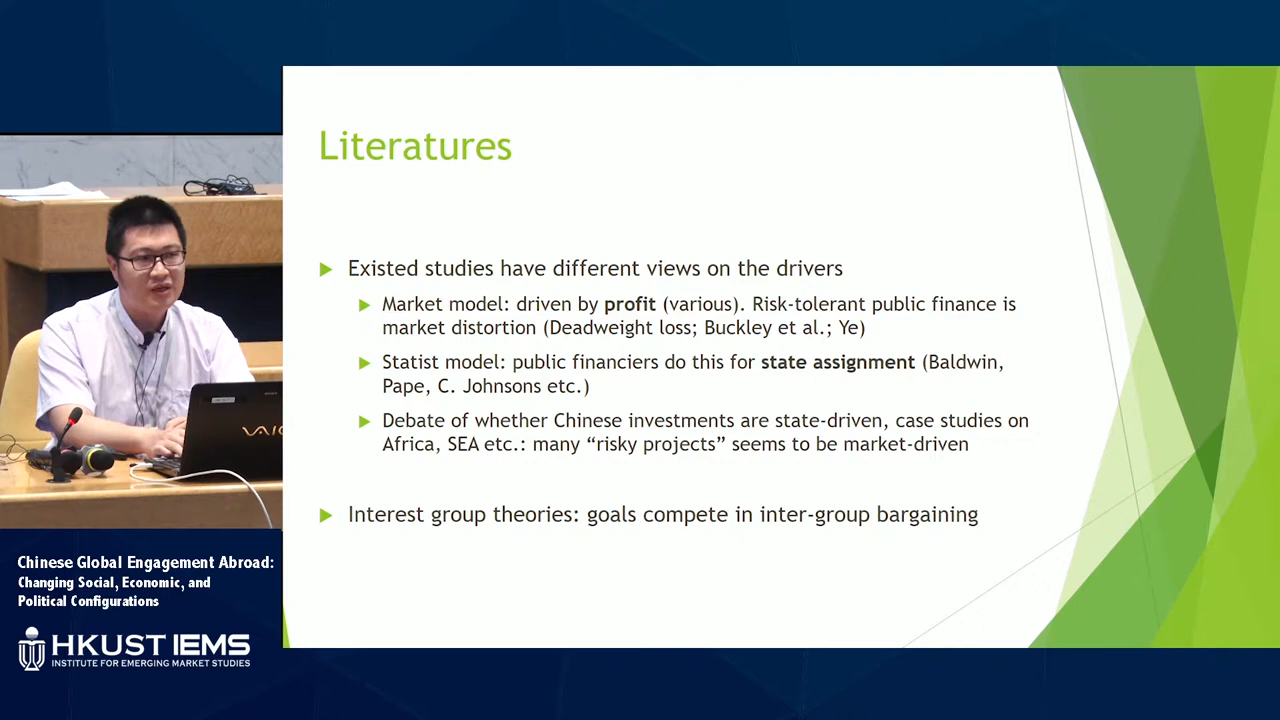 Literatures
Existed studies have different views on the drivers
Market model: driven by profit (various). Risk-tolerant public finance is
market distortion (Deadweight loss; Buckley et al.; Ye)
Statist model: public financiers do this for state assignment (Baldwin,
Pape, C. Johnsons etc.)
Debate of whether Chinese investments are state-driven, case studies on
Africa, SEA etc.: many “risky projects” seems to be market-driven
Interest group theories: goals compete in inter-group bargaining
VAIO
Chinese Global Engagement Abroad:
Changing Social, Economic, and
Political Configurations
HKUST IEMS
INSTITUTE FOR EMERGING MARKET STUDIES